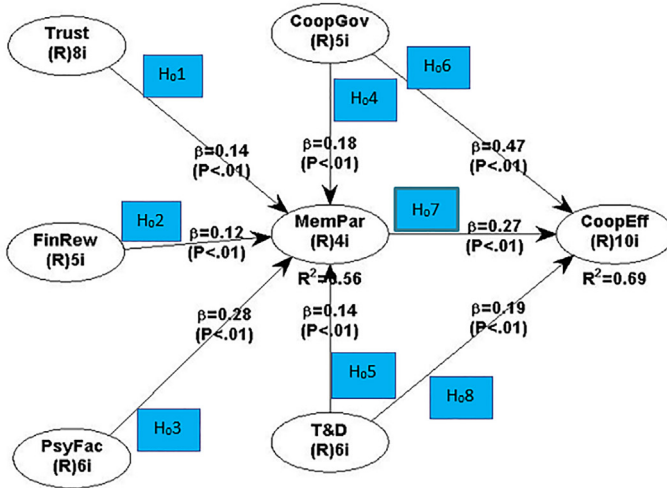 Trust
(R)8i
CoopGov
(R)5i
H₀1
H₀6
H₀4
β=0.14
(P<.01)
β=0.18
(P<.01)
β=0.47
(P<.01)
FinRew
(R)5i
H₀2
β=0.12
(P<.01)
MemPar
(R)4i
R²=0.56
H₀7
β=0.27
(P<.01)
CoopEff
(R)10i
R²=0.69
β=0.28
(P<.01)
β=0.14
(P<.01)
β=0.19
(P<.01)
H₀5
H₀8
H₀3
PsyFac
(R)6i
T&D
(R)6i